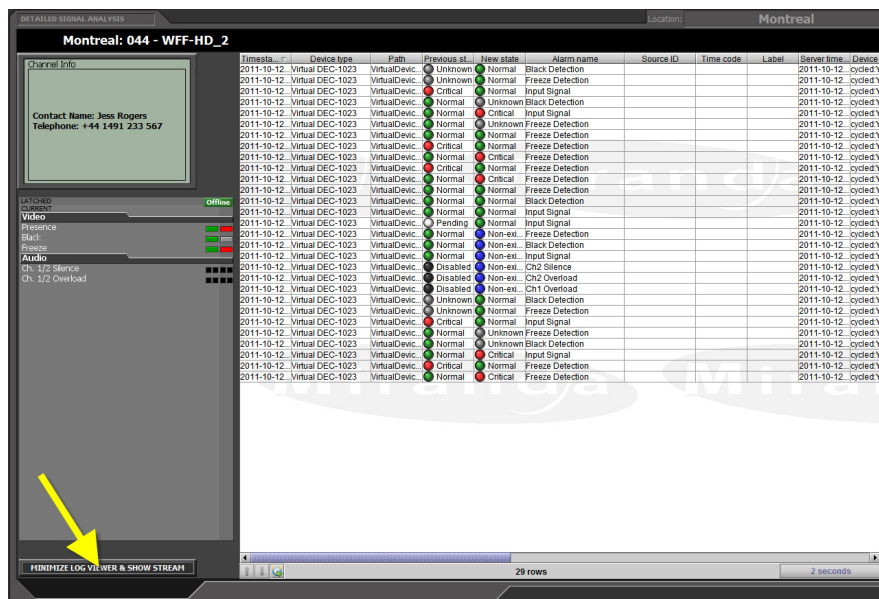 DETAILED SIGNAL ANALYSIS Location: Montreal
Montreal: 044 - WFF-HD_2
Channel Info
Contact Name: Jess Rogers
Telephone: +44 1491 233 567
LATCHED Offline
CURRENT
Video
Presence
Black
Freeze
Audio
Ch. 1/2 Silence
Ch. 1/2 Overload
MINIMIZE LOG VIEWER & SHOW STREAM
Timesta... Device type Path Previous st... New state Alarm name Source ID Time code Label Server time... Device
2011-10-12... Virtual DEC-1023 VirtualDevic... Unknown Normal Black Detection 2011-10-12... cycled:Y
2011-10-12... Virtual DEC-1023 VirtualDevic... Unknown Normal Freeze Detection 2011-10-12... cycled:Y
2011-10-12... Virtual DEC-1023 VirtualDevic... Critical Normal Input Signal 2011-10-12... cycled:Y
2011-10-12... Virtual DEC-1023 VirtualDevic... Normal Unknown Black Detection 2011-10-12... cycled:Y
2011-10-12... Virtual DEC-1023 VirtualDevic... Normal Critical Input Signal 2011-10-12... cycled:Y
2011-10-12... Virtual DEC-1023 VirtualDevic... Normal Unknown Freeze Detection 2011-10-12... cycled:Y
2011-10-12... Virtual DEC-1023 VirtualDevic... Normal Normal Freeze Detection 2011-10-12... cycled:Y
2011-10-12... Virtual DEC-1023 VirtualDevic... Critical Normal Freeze Detection 2011-10-12... cycled:Y
2011-10-12... Virtual DEC-1023 VirtualDevic... Normal Critical Freeze Detection 2011-10-12... cycled:Y
2011-10-12... Virtual DEC-1023 VirtualDevic... Critical Normal Freeze Detection 2011-10-12... cycled:Y
2011-10-12... Virtual DEC-1023 VirtualDevic... Normal Critical Freeze Detection 2011-10-12... cycled:Y
2011-10-12... Virtual DEC-1023 VirtualDevic... Normal Normal Freeze Detection 2011-10-12... cycled:Y
2011-10-12... Virtual DEC-1023 VirtualDevic... Normal Normal Black Detection 2011-10-12... cycled:Y
2011-10-12... Virtual DEC-1023 VirtualDevic... Normal Normal Input Signal 2011-10-12... cycled:Y
2011-10-12... Virtual DEC-1023 VirtualDevic... Pending Normal Input Signal 2011-10-12... cycled:Y
2011-10-12... Virtual DEC-1023 VirtualDevic... Normal Non-exi... Freeze Detection 2011-10-12... cycled:Y
2011-10-12... Virtual DEC-1023 VirtualDevic... Normal Non-exi... Black Detection 2011-10-12... cycled:Y
2011-10-12... Virtual DEC-1023 VirtualDevic... Normal Non-exi... Input Signal 2011-10-12... cycled:Y
2011-10-12... Virtual DEC-1023 VirtualDevic... Disabled Non-exi... Ch2 Silence 2011-10-12... cycled:Y
2011-10-12... Virtual DEC-1023 VirtualDevic... Disabled Non-exi... Ch2 Overload 2011-10-12... cycled:Y
2011-10-12... Virtual DEC-1023 VirtualDevic... Disabled Non-exi... Ch1 Overload 2011-10-12... cycled:Y
2011-10-12... Virtual DEC-1023 VirtualDevic... Unknown Normal Black Detection 2011-10-12... cycled:Y
2011-10-12... Virtual DEC-1023 VirtualDevic... Unknown Normal Freeze Detection 2011-10-12... cycled:Y
2011-10-12... Virtual DEC-1023 VirtualDevic... Critical Normal Input Signal 2011-10-12... cycled:Y
2011-10-12... Virtual DEC-1023 VirtualDevic... Normal Unknown Freeze Detection 2011-10-12... cycled:Y
2011-10-12... Virtual DEC-1023 VirtualDevic... Normal Unknown Black Detection 2011-10-12... cycled:Y
2011-10-12... Virtual DEC-1023 VirtualDevic... Normal Critical Input Signal 2011-10-12... cycled:Y
2011-10-12... Virtual DEC-1023 VirtualDevic... Critical Normal Freeze Detection 2011-10-12... cycled:Y
2011-10-12... Virtual DEC-1023 VirtualDevic... Normal Critical Freeze Detection 2011-10-12... cycled:Y
Miranda Miranda
29 rows 2 seconds